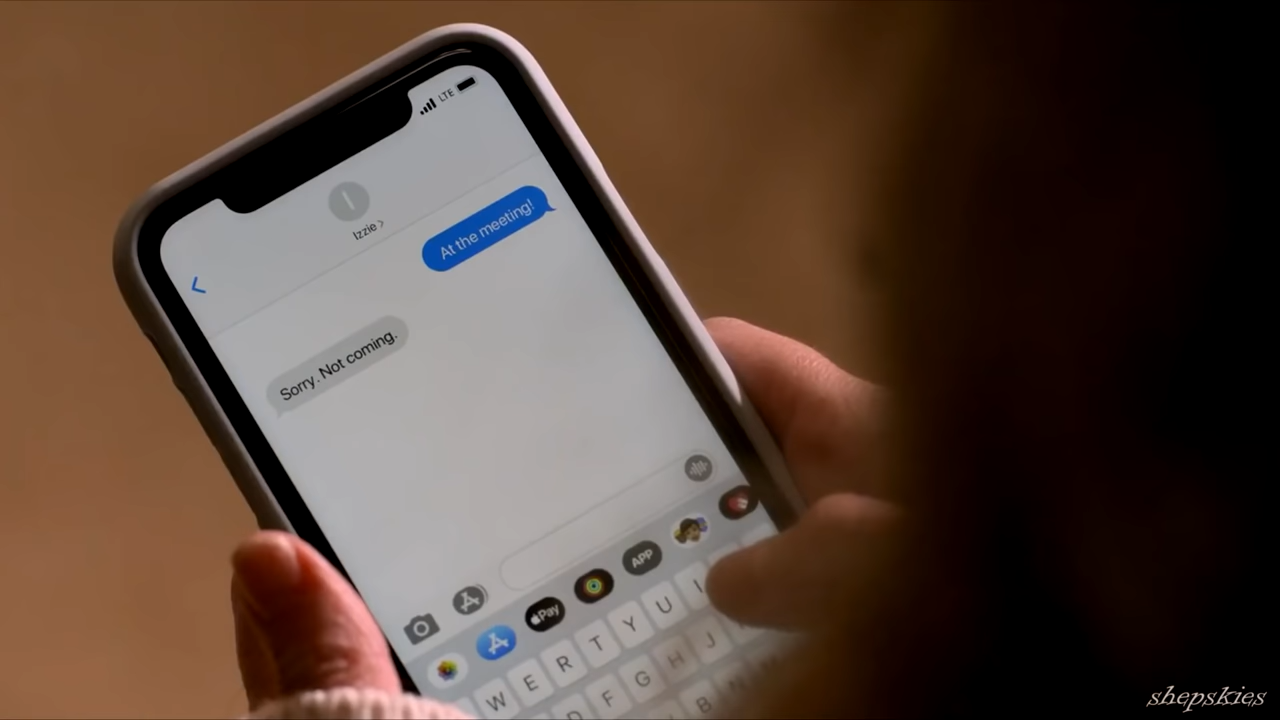 LTE
I
Izzie >
At the meeting!
Sorry. Not coming.
Pay
APP
W E R T Y U I
D F G H J
B N
shepskies